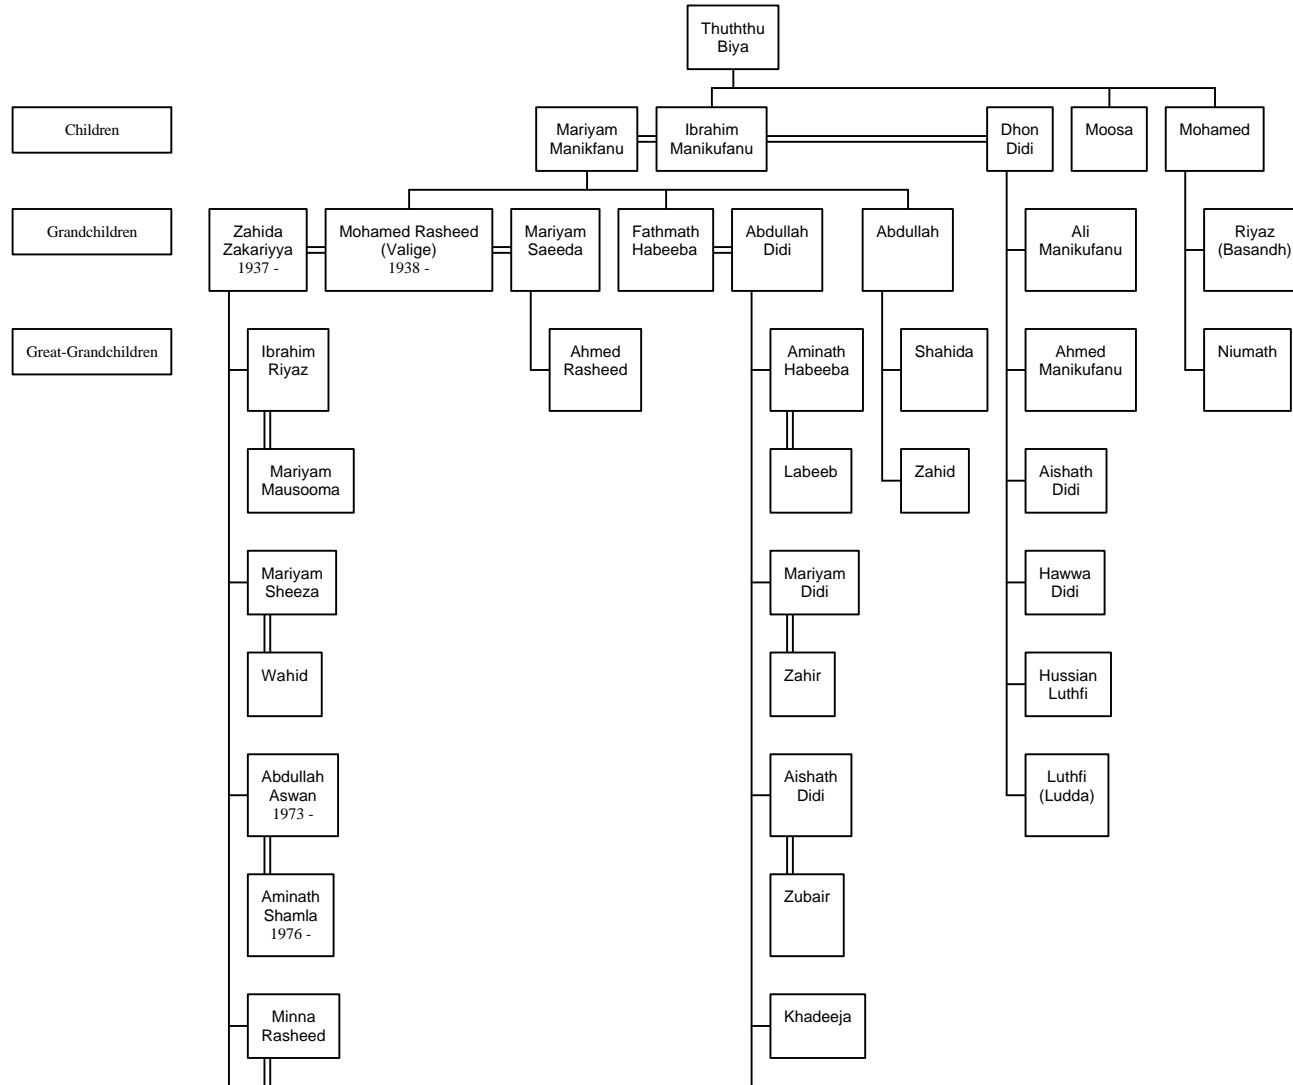 Thuththu
Biya
Children
Mariyam
Manikfanu
Ibrahim
Manikufanu
Dhon
Didi
Moosa
Mohamed
Grandchildren
Zahida
Zakariyya
1937 -
Mohamed Rasheed
(Valige)
1938 -
Mariyam
Saeeda
Fathmath
Habeeba
Abdullah
Didi
Abdullah
Ali
Manikufanu
Riyaz
(Basandh)
Great-Grandchildren
Ibrahim
Riyaz
Ahmed
Rasheed
Aminath
Habeeba
Shahida
Ahmed
Manikufanu
Niumath
Mariyam
Mausooma
Labeeb
Zahid
Aishath
Didi
Mariyam
Sheeza
Mariyam
Didi
Hawwa
Didi
Wahid
Zahir
Hussian
Luthfi
Abdullah
Aswan
1973 -
Aishath
Didi
Luthfi
(Ludda)
Aminath
Shamla
1976 -
Zubair
Minna
Rasheed
Khadeeja